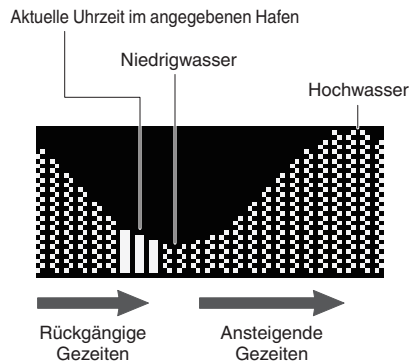 Aktuelle Uhrzeit im angegebenen Hafen
Niedrigwasser
Hochwasser
Rückgängige
Gezeiten
Ansteigende
Gezeiten